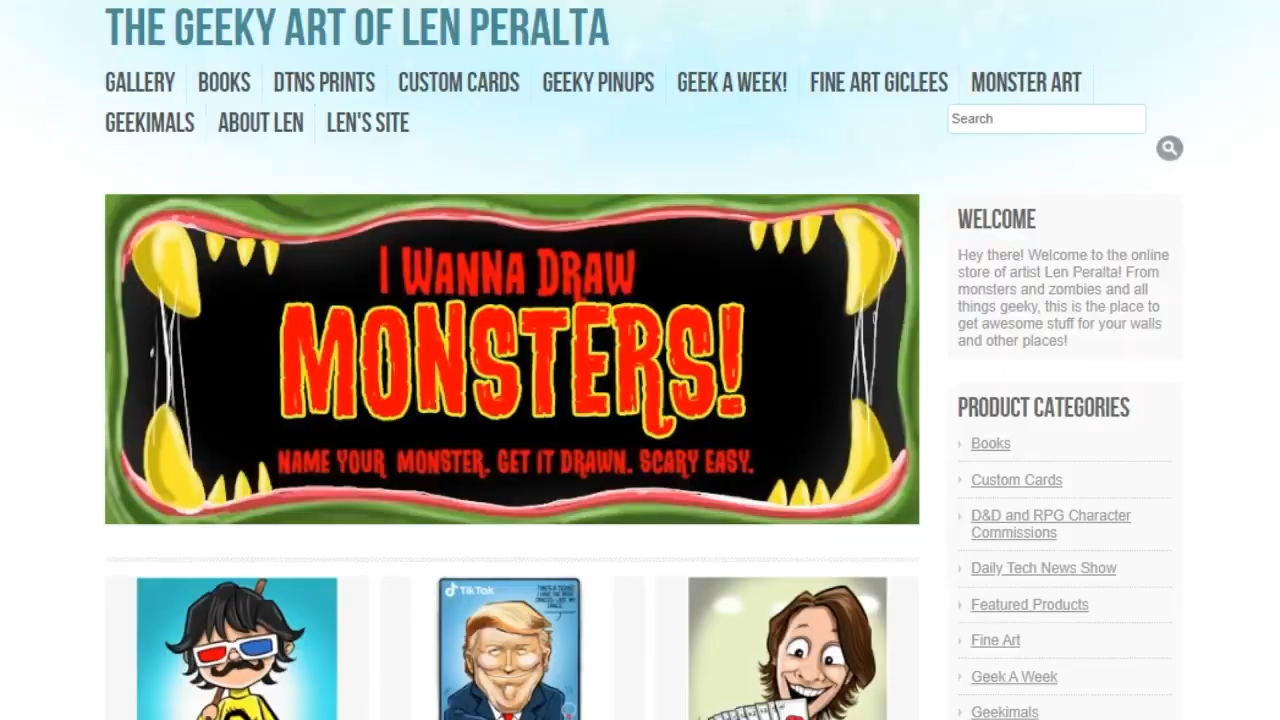 THE GEEKY ART OF LEN PERALTA
GALLERY BOOKS DTNS PRINTS CUSTOM CARDS GEEKY PINUPS GEEK A WEEK! FINE ART GICLEES MONSTER ART
GEEKIMALS ABOUT LEN LEN'S SITE
Search
I WANNA DRAW
MONSTERS!
NAME YOUR MONSTER. GET IT DRAWN. SCARY EASY.
WELCOME
Hey there! Welcome to the online
store of artist Len Peralta! From
monsters and zombies and all
things geeky, this is the place to
get awesome stuff for your walls
and other places!
PRODUCT CATEGORIES
Books
Custom Cards
D&D and RPG Character
Commissions
Daily Tech News Show
Featured Products
Fine Art
Geek A Week
Geekimals
TikTok